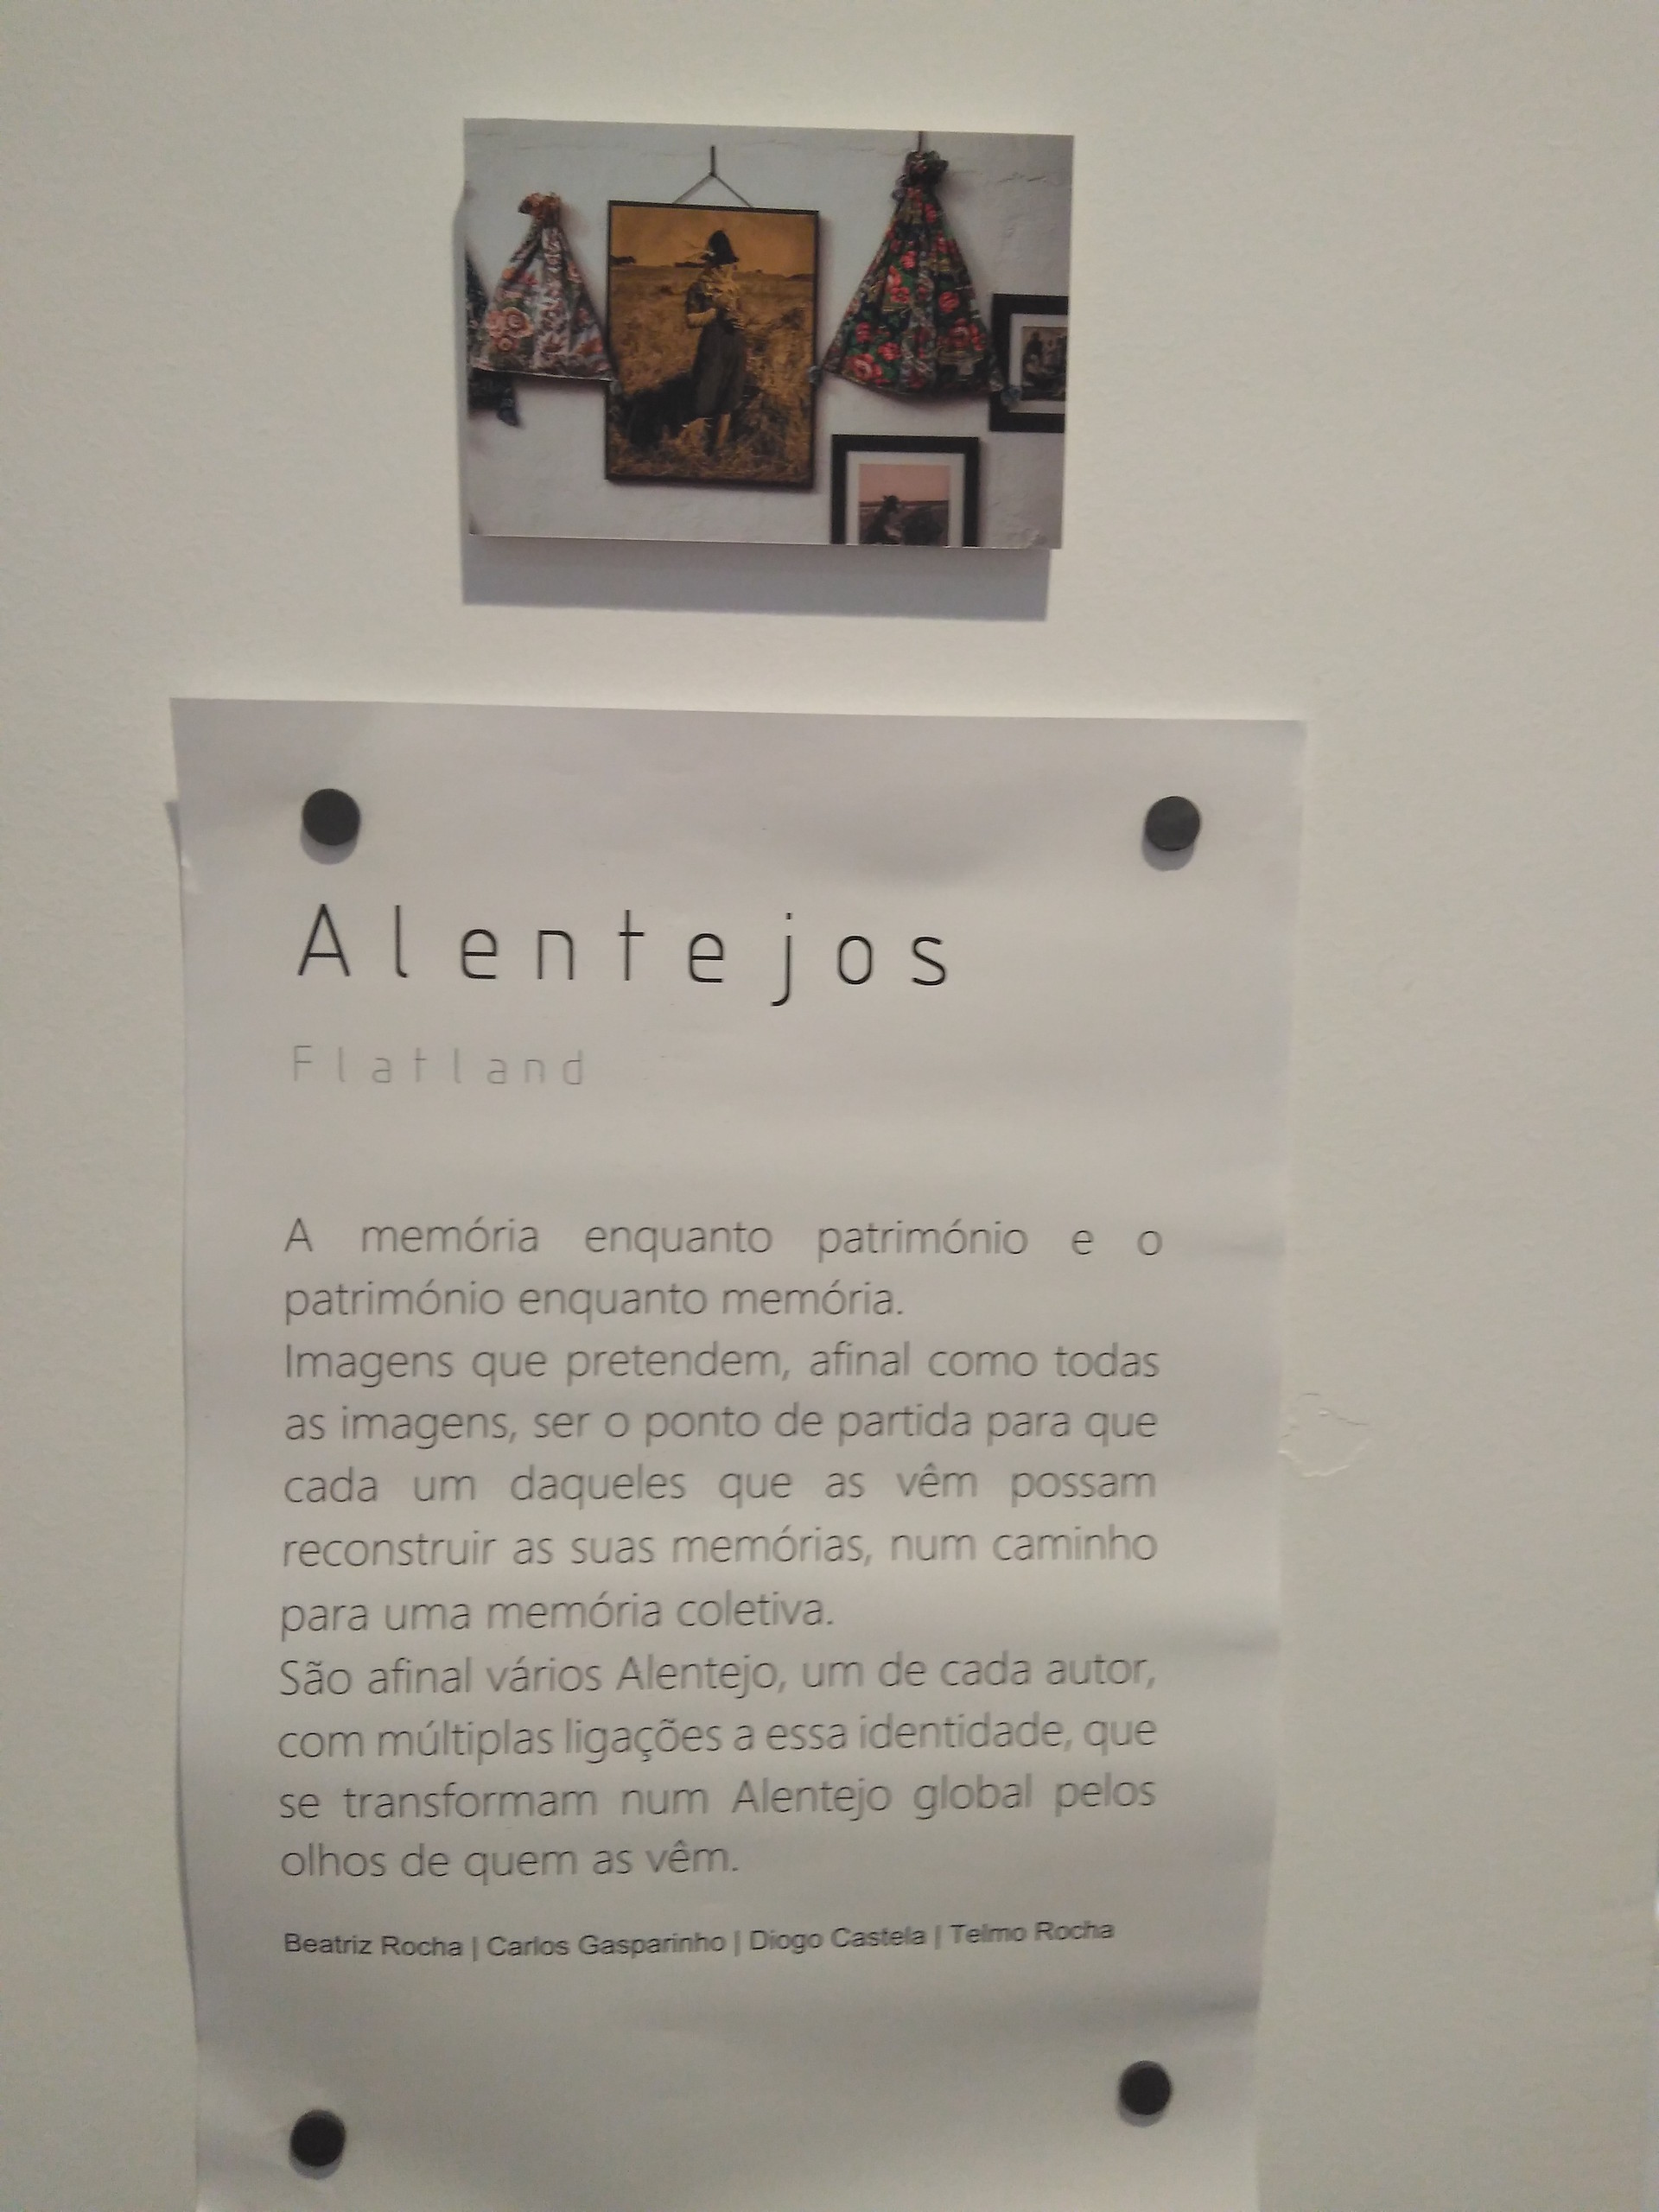 Alentejos
Flatland
A memória enquanto património e o
património enquanto memória.
Imagens que pretendem, afinal como todas
as imagens, ser o ponto de partida para que
cada um daqueles que as vêm possam
reconstruir as suas memórias, num caminho
para uma memória coletiva.
São afinal vários Alentejo, um de cada autor,
com múltiplas ligações a essa identidade, que
se transformam num Alentejo global pelos
olhos de quem as vêm.
Beatriz Rocha | Carlos Gasparinho | Diogo Castela | Telmo Rocha